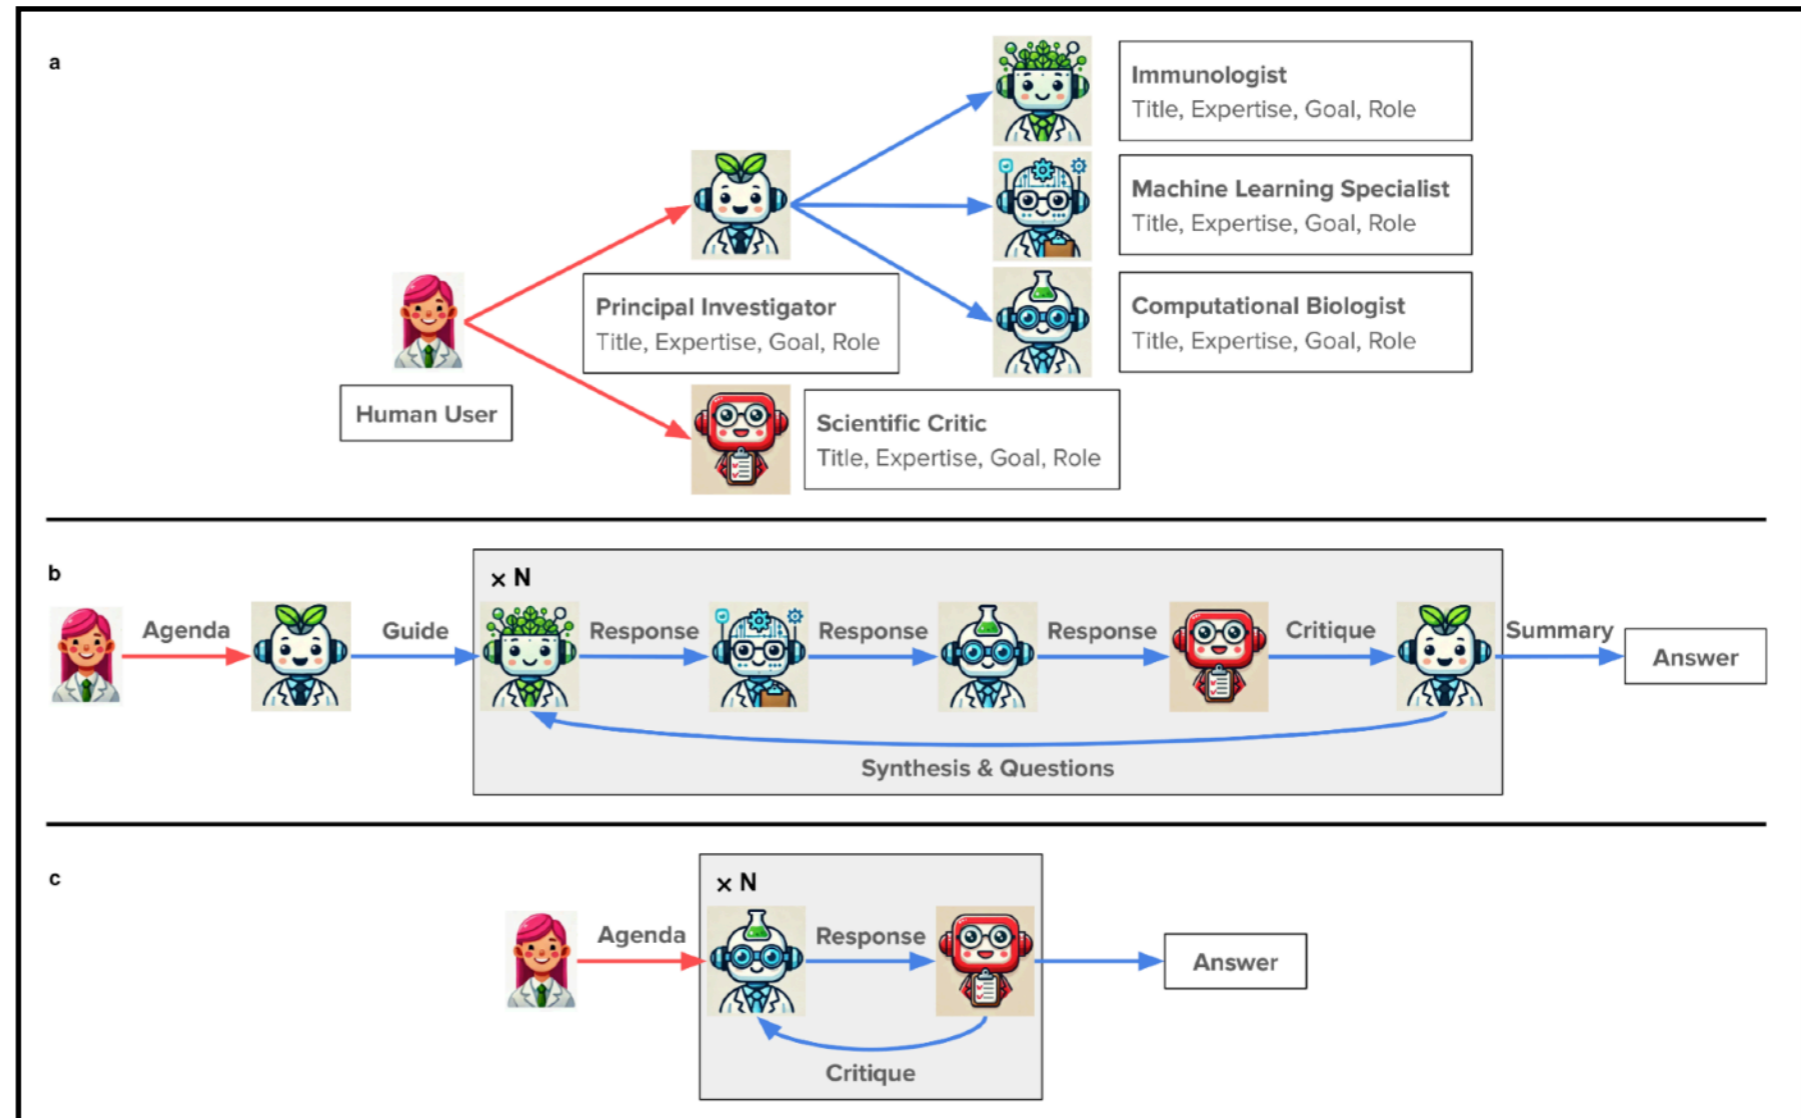 a
Immunologist
Title, Expertise, Goal, Role
Machine Learning Specialist
Title, Expertise, Goal, Role
Principal Investigator
Title, Expertise, Goal, Role
Computational Biologist
Title, Expertise, Goal, Role
Human User
Scientific Critic
Title, Expertise, Goal, Role
b
× N
Agenda
Guide
Response
Response
Response
Critique
Summary
Answer
Synthesis & Questions
c
× N
Agenda
Response
Answer
Critique